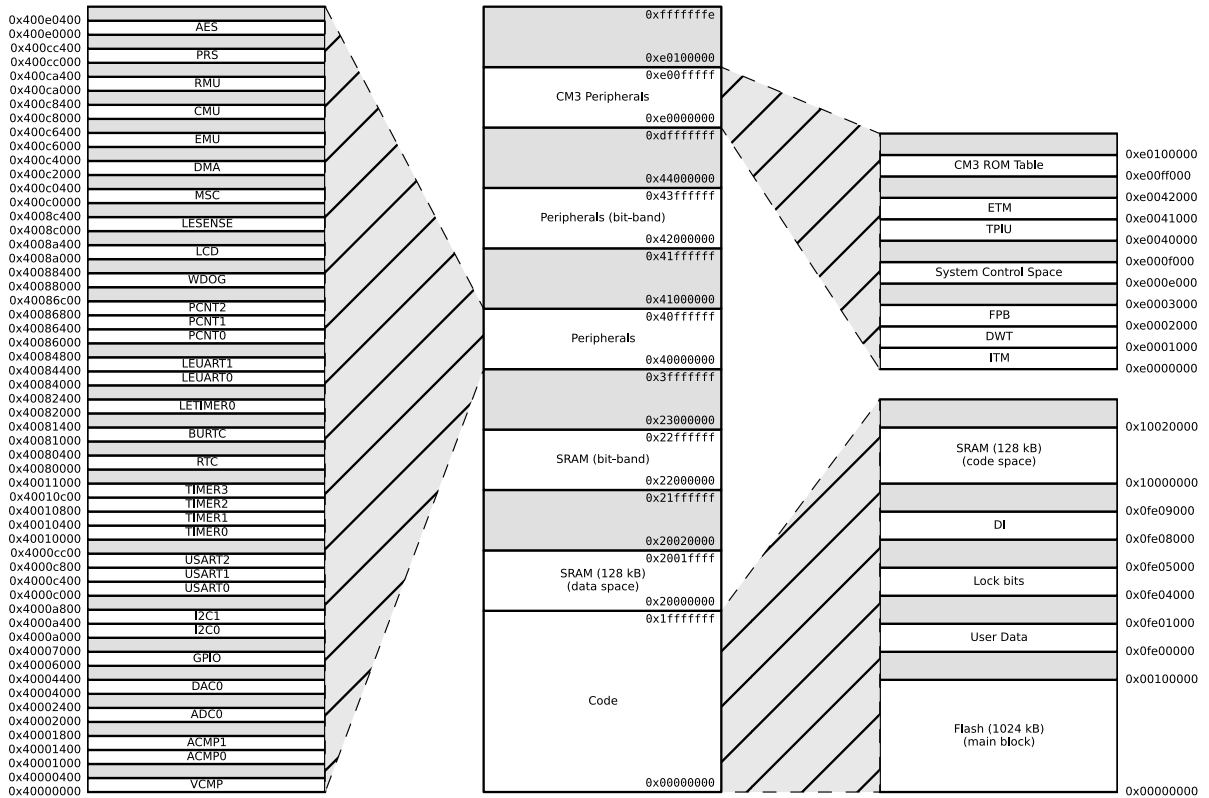 0x400e0400
AES
0x400e0000
0x400cc400
PRS
0x400cc000
0x400ca400
RMU
0x400ca000
0x400c8400
CMU
0x400c8000
0x400c6400
EMU
0x400c6000
0x400c4000
DMA
0x400c2000
0x400c0400
MSC
0x400c0000
0x4008c400
LESENSE
0x4008c000
0x4008a400
LCD
0x4008a000
0x40088400
WDOG
0x40088000
0x40086c00
PCNT2
0x40086800
PCNT1
0x40086400
PCNT0
0x40086000
0x40084800
LEUART1
0x40084400
LEUART0
0x40084000
0x40082400
LETIMER0
0x40082000
0x40081400
BURTC
0x40081000
0x40080400
RTC
0x40080000
0x40011000
TIMER3
0x40010c00
TIMER2
0x40010800
TIMER1
0x40010400
TIMER0
0x40010000
0x4000cc00
USART2
0x4000c800
USART1
0x4000c400
USART0
0x4000c000
0x4000a800
I2C1
0x4000a400
I2C0
0x4000a000
0x40007000
GPIO
0x40006000
0x40004400
DAC0
0x40004000
0x40002400
ADC0
0x40002000
0x40001800
ACMP1
0x40001400
ACMP0
0x40001000
0x40000400
VCMP
0x40000000
0xfffffffe
0xe0100000
0xe00fffff
CM3 Peripherals
0xe0000000
0xdfffffff
0x44000000
0x43ffffff
Peripherals (bit-band)
0x42000000
0x41ffffff
0x41000000
0x40ffffff
Peripherals
0x40000000
0x3fffffff
0x23000000
0x22ffffff
SRAM (bit-band)
0x22000000
0x21ffffff
0x20020000
0x2001ffff
SRAM (128 kB)
(data space)
0x20000000
0x1fffffff
Code
0x00000000
0xe0100000
CM3 ROM Table
0xe00ff000
0xe0042000
ETM
0xe0041000
TPIU
0xe0040000
0xe000f000
System Control Space
0xe000e000
0xe0003000
FPB
0xe0002000
DWT
0xe0001000
ITM
0xe0000000
0x10020000
SRAM (128 kB)
(code space)
0x10000000
0x0fe09000
DI
0x0fe08000
0x0fe05000
Lock bits
0x0fe04000
0x0fe01000
User Data
0x0fe00000
0x00100000
Flash (1024 kB)
(main block)
0x00000000